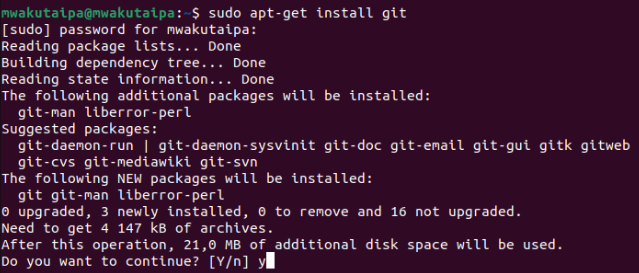 mwakutaipa@mwakutaipa:~$ sudo apt-get install git
[sudo] password for mwakutaipa:
Reading package lists... Done
Building dependency tree... Done
Reading state information... Done
The following additional packages will be installed:
  git-man liberror-perl
Suggested packages:
  git-daemon-run | git-daemon-sysvinit git-doc git-email git-gui gitk gitweb
  git-cvs git-mediawiki git-svn
The following NEW packages will be installed:
  git git-man liberror-perl
0 upgraded, 3 newly installed, 0 to remove and 16 not upgraded.
Need to get 4 147 kB of archives.
After this operation, 21,0 MB of additional disk space will be used.
Do you want to continue? [Y/n] y